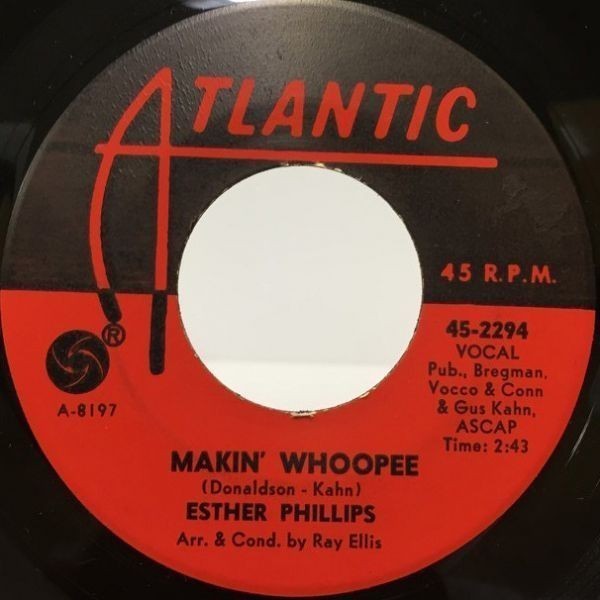 ATLANTIC
45 R.P.M.
®
A-8197
45-2294
VOCAL
Pub., Bregman,
Vocco & Conn
& Gus Kahn,
ASCAP
Time: 2:43
MAKIN' WHOOPEE
(Donaldson - Kahn)
ESTHER PHILLIPS
Arr. & Cond. by Ray Ellis